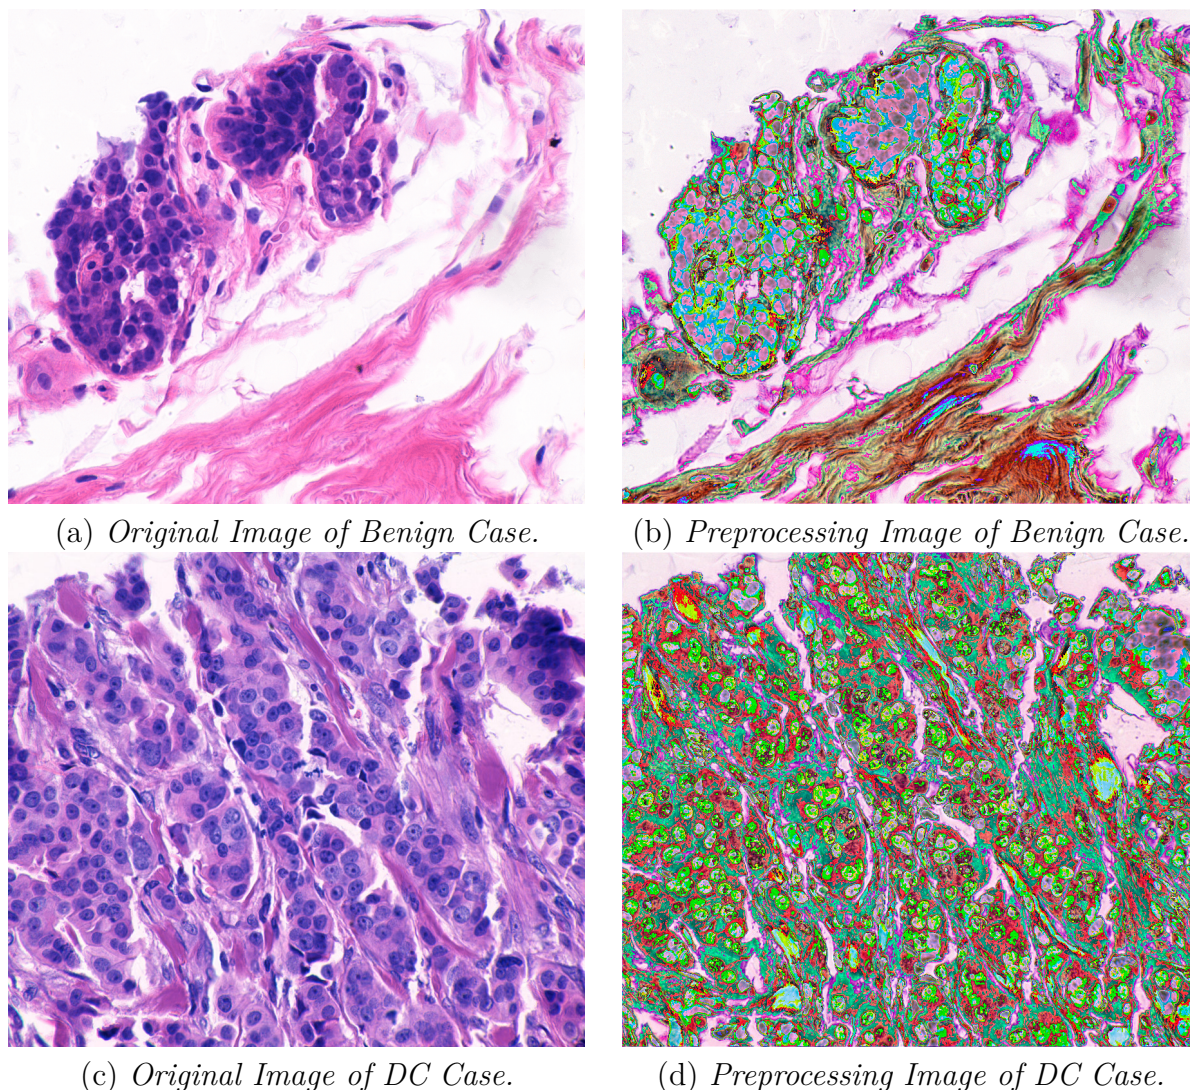 (a) Original Image of Benign Case.
(b) Preprocessing Image of Benign Case.
(c) Original Image of DC Case.
(d) Preprocessing Image of DC Case.